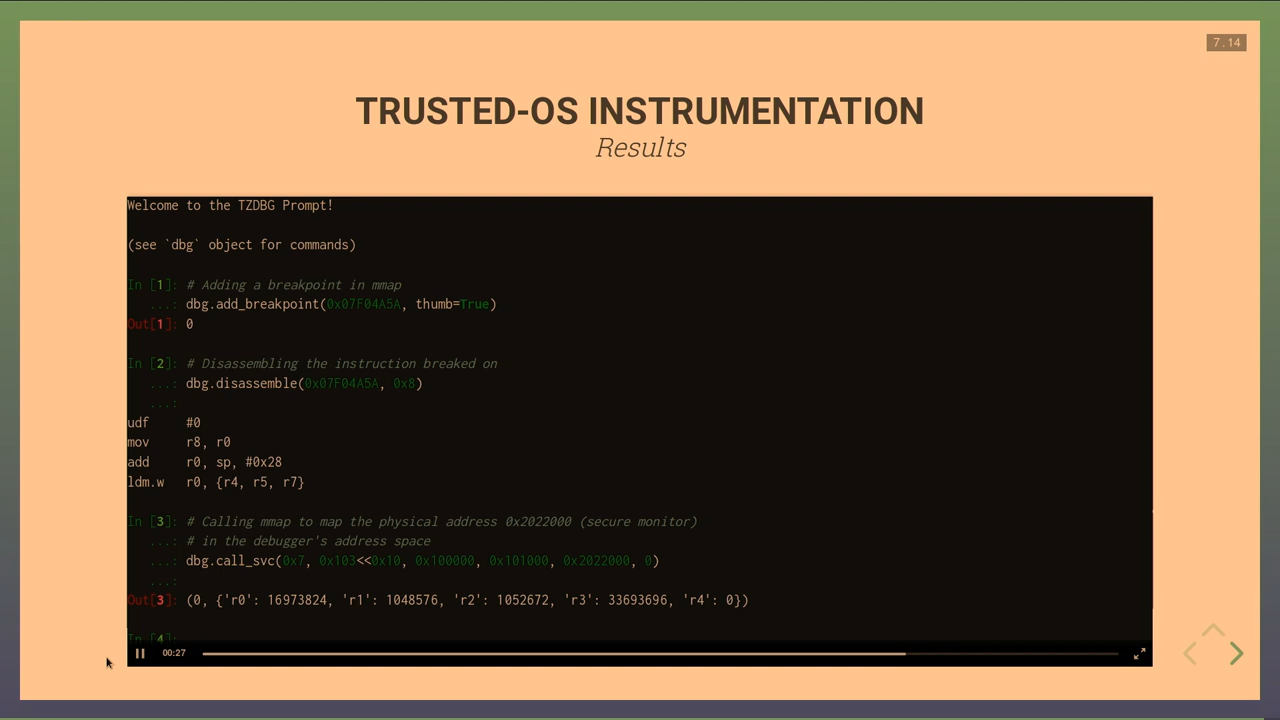 7.14
TRUSTED-OS INSTRUMENTATION
Results
Welcome to the TZDBG Prompt!
(see `dbg` object for commands)
In [1]: # Adding a breakpoint in mmap
...: dbg.add_breakpoint(0x07F04A5A, thumb=True)
Out[1]: 0
In [2]: # Disassembling the instruction breaked on
...: dbg.disassemble(0x07F04A5A, 0x8)
...:
udf #0
mov r8, r0
add r0, sp, #0x28
ldm.w r0, {r4, r5, r7}
In [3]: # Calling mmap to map the physical address 0x2022000 (secure monitor)
...: # in the debugger's address space
...: dbg.call_svc(0x7, 0x103<<0x10, 0x100000, 0x101000, 0x2022000, 0)
...:
Out[3]: (0, {'r0': 16973824, 'r1': 1048576, 'r2': 1052672, 'r3': 33693696, 'r4': 0})
In [4]:
00:27